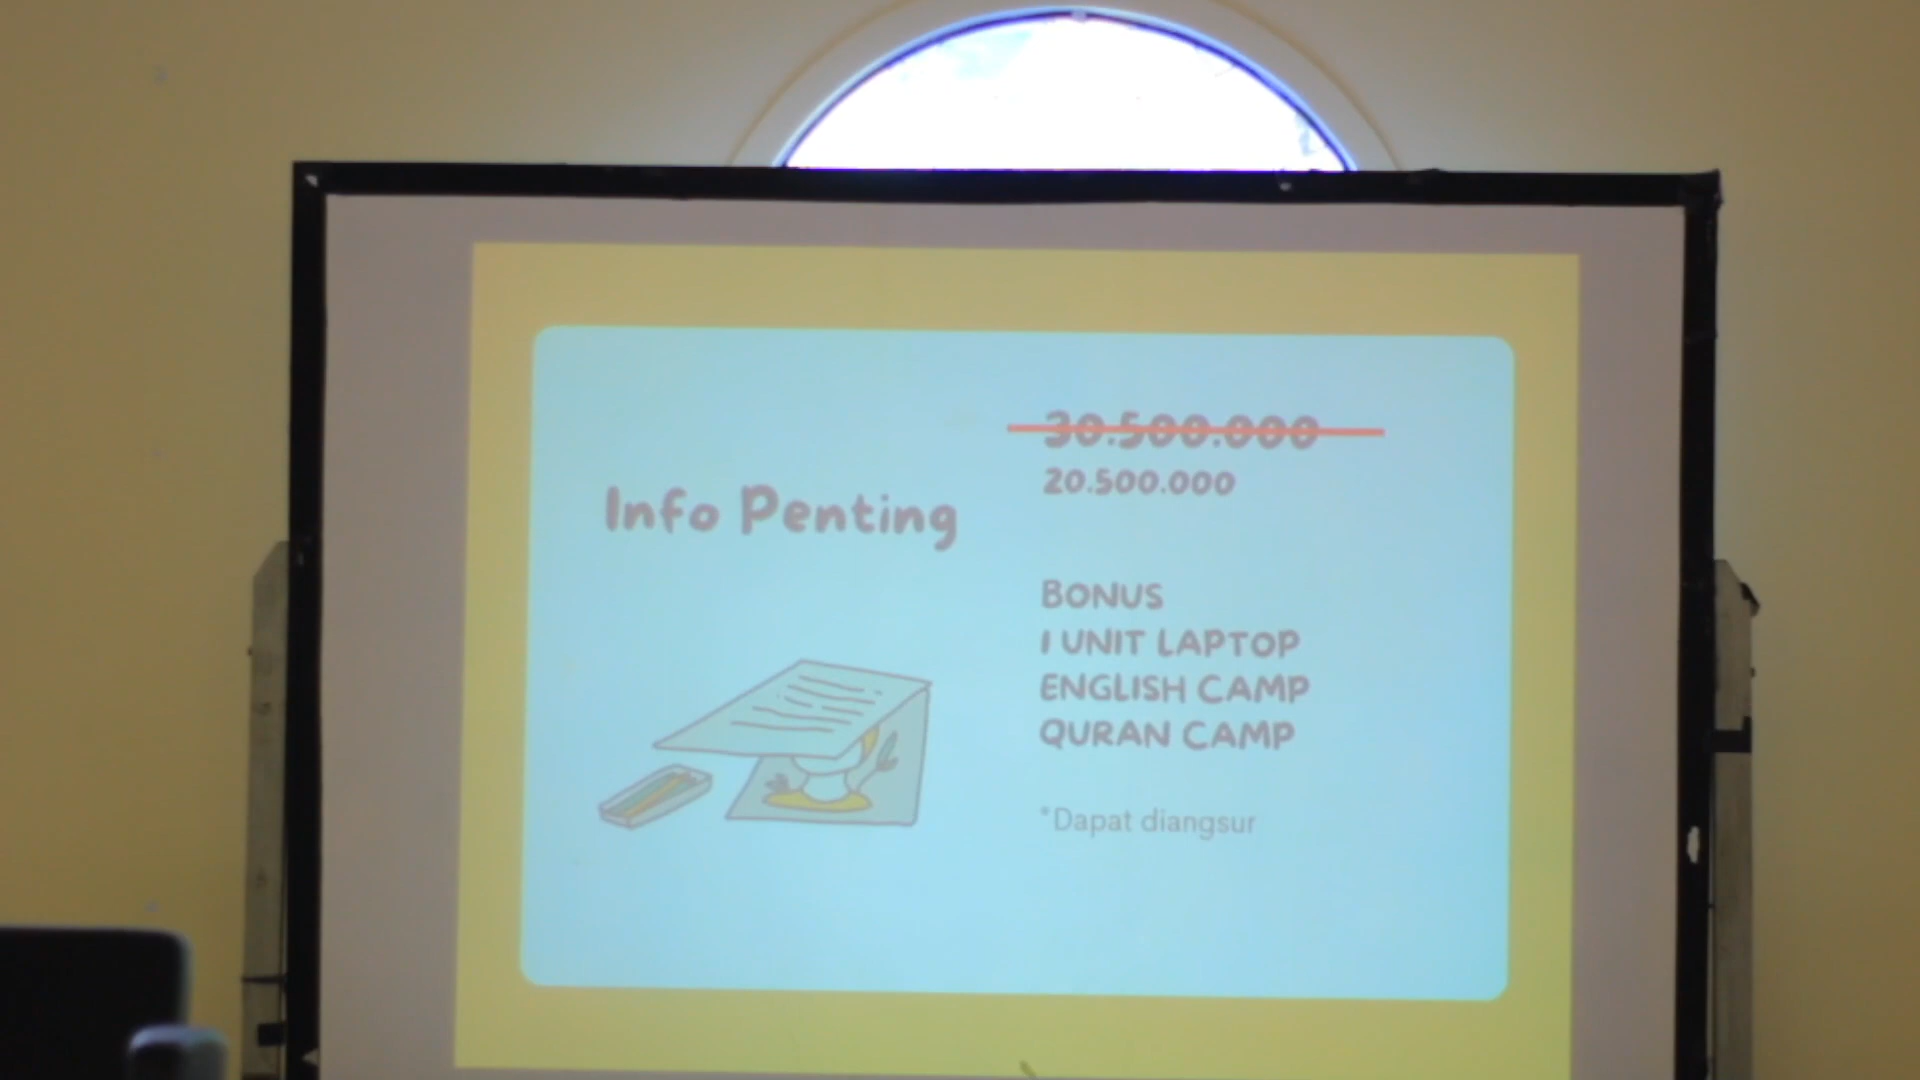 Info Penting
30.500.000
20.500.000
BONUS
1 UNIT LAPTOP
ENGLISH CAMP
QURAN CAMP
*Dapat diangsur